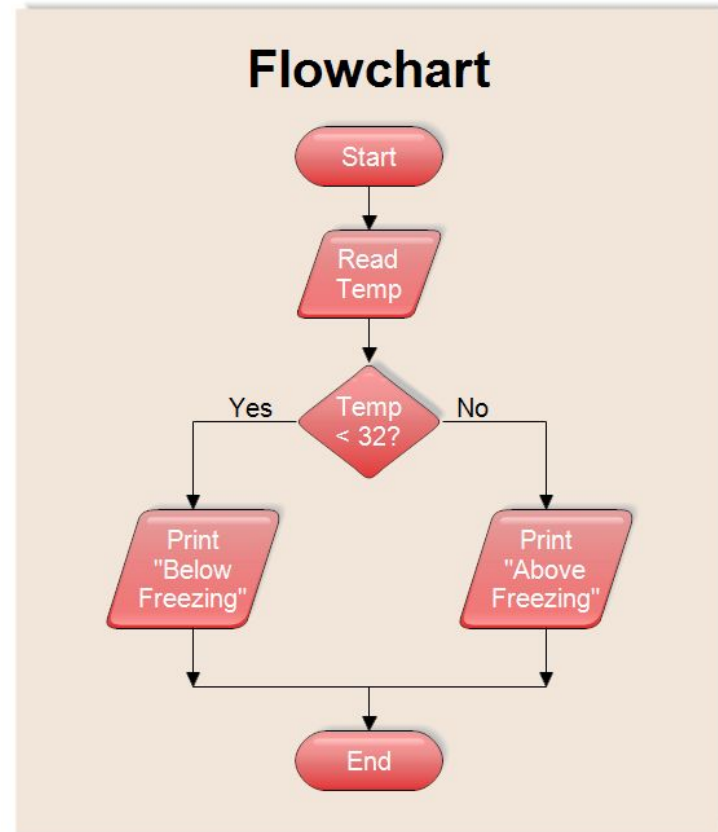 Flowchart
Start
Read
Temp
Yes
Temp
< 32?
No
Print
"Below
Freezing"
Print
"Above
Freezing"
End